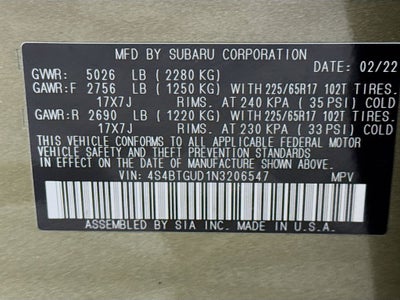 MFD BY SUBARU CORPORATION
DATE: 02/22
GVWR: 5026 LB (2280 KG)
GAWR:F 2756 LB (1250 KG) WITH 225/65R17 102T TIRES.
17X7J RIMS. AT 240 KPA (35 PSI) COLD
GAWR:R 2690 LB (1220 KG) WITH 225/65R17 102T TIRES.
17X7J RIMS. AT 230 KPA (33 PSI) COLD
THIS VEHICLE CONFORMS TO ALL APPLICABLE FEDERAL MOTOR
VEHICLE SAFETY AND THEFT PREVENTION STANDARDS IN EFFECT
ON THE DATE OF MANUFACTURE SHOWN ABOVE.
VIN: 4S4BTGUD1N3206547 MPV
ASSEMBLED BY SIA INC. MADE IN U.S.A.